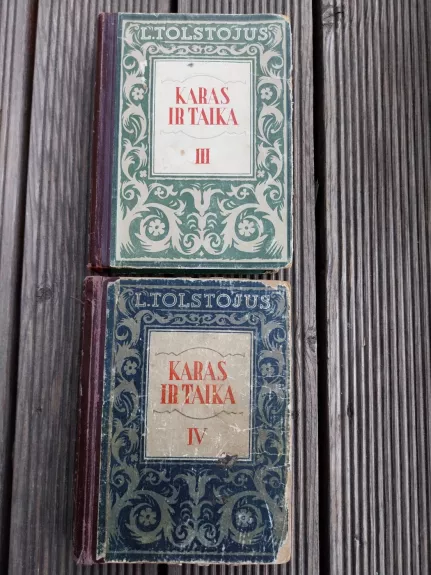 L. TOLSTOJUS
KARAS
IR TAIKA
III
L. TOLSTOJUS
KARAS
IR TAIKA
IV